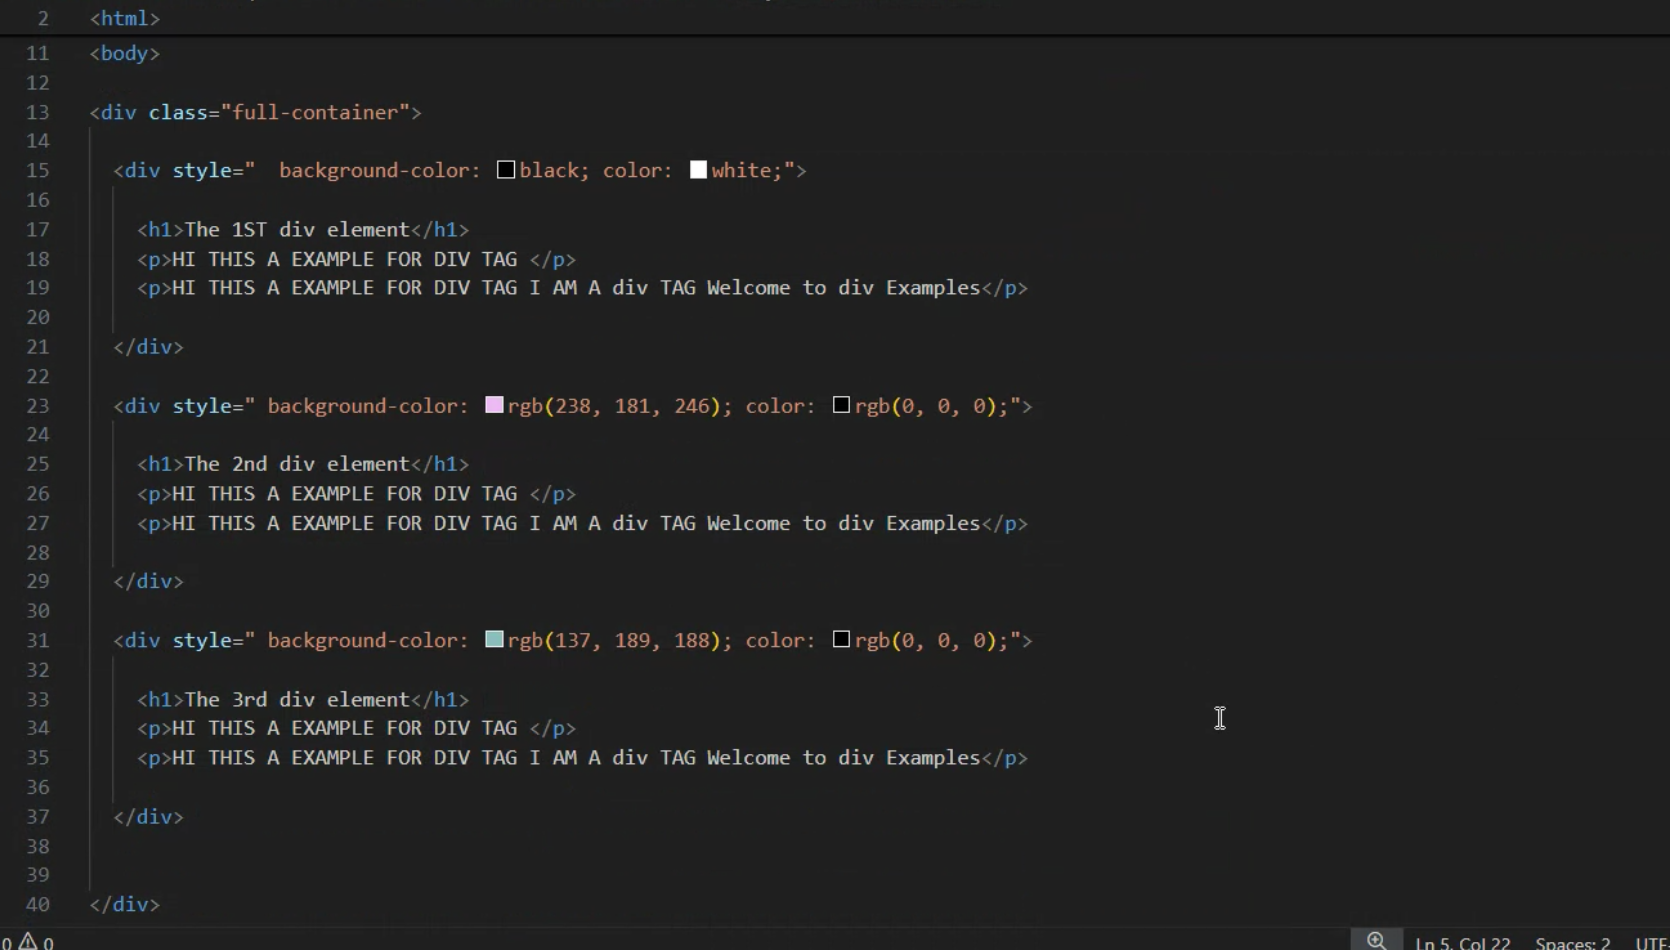 2 <html>
11 <body>
12
13 <div class="full-container">
14
15 <div style="  background-color: black; color: white;">
16
17 <h1>The 1ST div element</h1>
18 <p>HI THIS A EXAMPLE FOR DIV TAG </p>
19 <p>HI THIS A EXAMPLE FOR DIV TAG I AM A div TAG Welcome to div Examples</p>
20
21 </div>
22
23 <div style=" background-color: rgb(238, 181, 246); color: rgb(0, 0, 0);">
24
25 <h1>The 2nd div element</h1>
26 <p>HI THIS A EXAMPLE FOR DIV TAG </p>
27 <p>HI THIS A EXAMPLE FOR DIV TAG I AM A div TAG Welcome to div Examples</p>
28
29 </div>
30
31 <div style=" background-color: rgb(137, 189, 188); color: rgb(0, 0, 0);">
32
33 <h1>The 3rd div element</h1>
34 <p>HI THIS A EXAMPLE FOR DIV TAG </p>
35 <p>HI THIS A EXAMPLE FOR DIV TAG I AM A div TAG Welcome to div Examples</p>
36
37 </div>
38
39
40 </div>
0 0 Ln 5, Col 22 Spaces: 2 UTF-